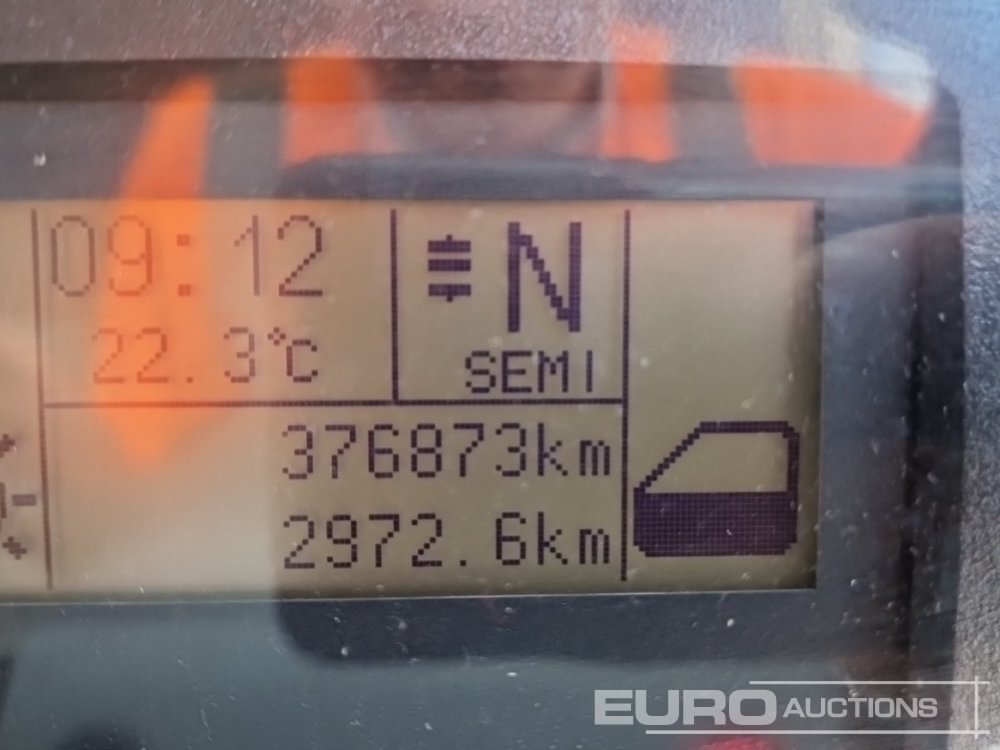 09:12
N
22.3°C
SEMI
376873km
2972.6km
EURO AUCTIONS